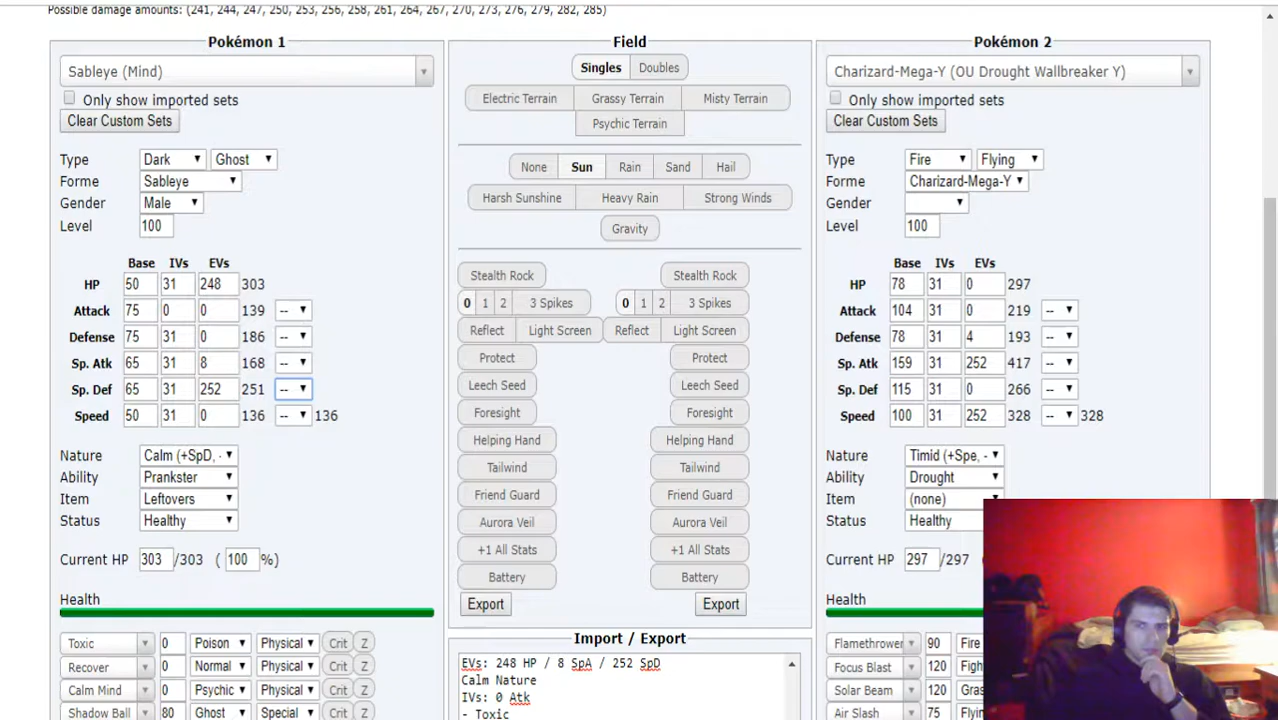 Possible damage amounts: (241, 244, 247, 250, 253, 256, 258, 261, 264, 267, 270, 273, 276, 279, 282, 285)
Pokémon 1
Sableye (Mind)
Only show imported sets
Clear Custom Sets
Type Dark Ghost
Forme Sableye
Gender Male
Level 100
Base IVs EVs
HP 50 31 248 303
Attack 75 0 0 139 --
Defense 75 31 0 186 --
Sp. Atk 65 31 8 168 --
Sp. Def 65 31 252 251 --
Speed 50 31 0 136 -- 136
Nature Calm (+SpD, -
Ability Prankster
Item Leftovers
Status Healthy
Current HP 303 /303 ( 100 %)
Health
Toxic 0 Poison Physical Crit Z
Recover 0 Normal Physical Crit Z
Calm Mind 0 Psychic Physical Crit Z
Shadow Ball 80 Ghost Special Crit Z
Field
Singles Doubles
Electric Terrain Grassy Terrain Misty Terrain
Psychic Terrain
None Sun Rain Sand Hail
Harsh Sunshine Heavy Rain Strong Winds
Gravity
Stealth Rock Stealth Rock
0 1 2 3 Spikes 0 1 2 3 Spikes
Reflect Light Screen Reflect Light Screen
Protect Protect
Leech Seed Leech Seed
Foresight Foresight
Helping Hand Helping Hand
Tailwind Tailwind
Friend Guard Friend Guard
Aurora Veil Aurora Veil
+1 All Stats +1 All Stats
Battery Battery
Export Export
Import / Export
EVs: 248 HP / 8 SpA / 252 SpD
Calm Nature
IVs: 0 Atk
- Toxic
Pokémon 2
Charizard-Mega-Y (OU Drought Wallbreaker Y)
Only show imported sets
Clear Custom Sets
Type Fire Flying
Forme Charizard-Mega-Y
Gender
Level 100
Base IVs EVs
HP 78 31 0 297
Attack 104 31 0 219 --
Defense 78 31 4 193 --
Sp. Atk 159 31 252 417 --
Sp. Def 115 31 0 266 --
Speed 100 31 252 328 -- 328
Nature Timid (+Spe, -
Ability Drought
Item (none)
Status Healthy
Current HP 297 /297
Health
Flamethrower 90 Fire
Focus Blast 120 Figh
Solar Beam 120 Gras
Air Slash 75 Flyin